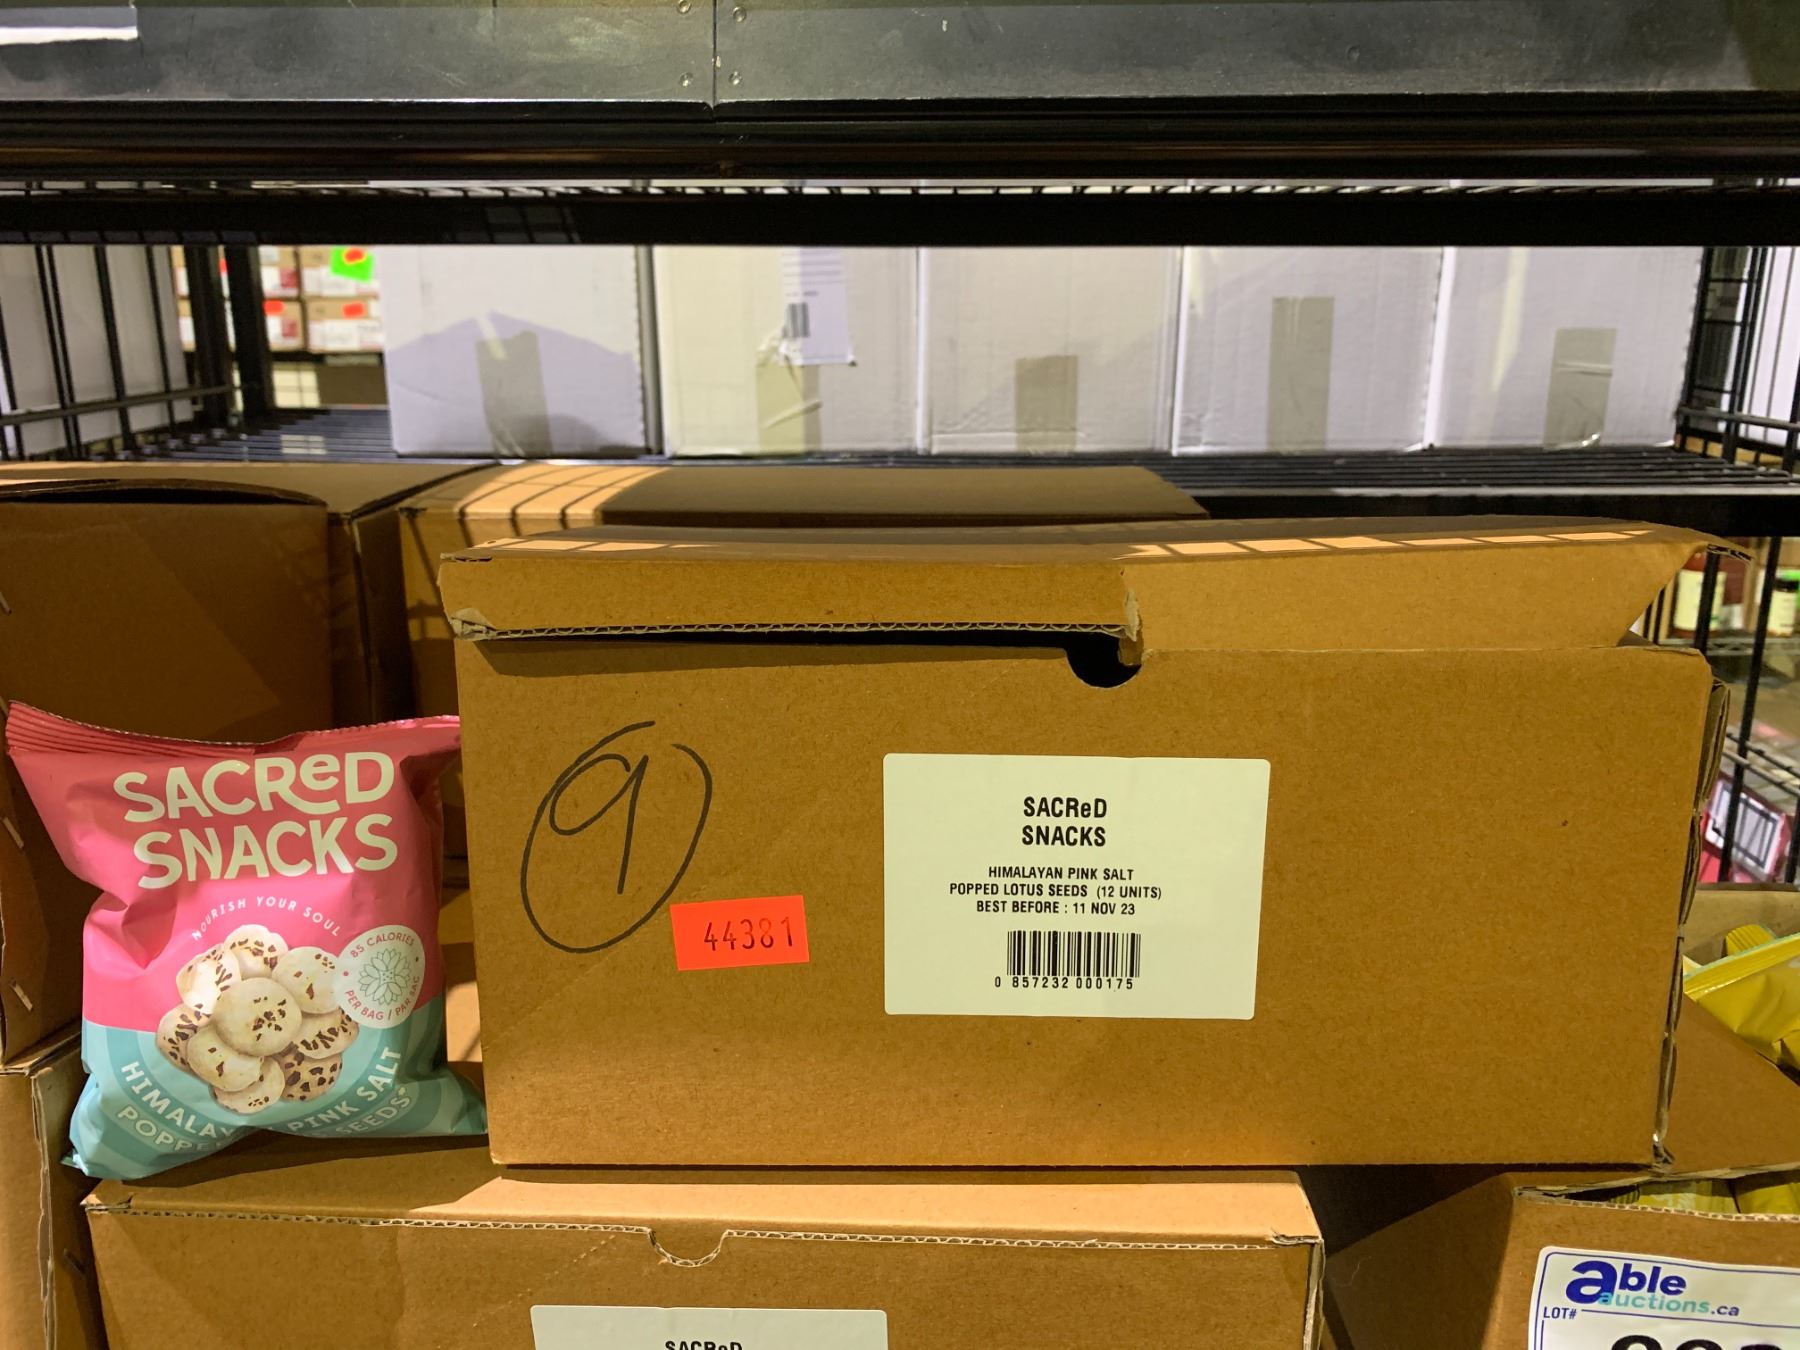 SACReD
SNACKS
NOURISH YOUR SOUL
85 CALORIES
PER BAG / PAR SAC
HIMALAYAN PINK SALT
POPPED SEEDS
9
44381
SACReD
SNACKS
HIMALAYAN PINK SALT
POPPED LOTUS SEEDS (12 UNITS)
BEST BEFORE : 11 NOV 23
0 857232 000175
SACReD
able
auctions.ca
LOT#